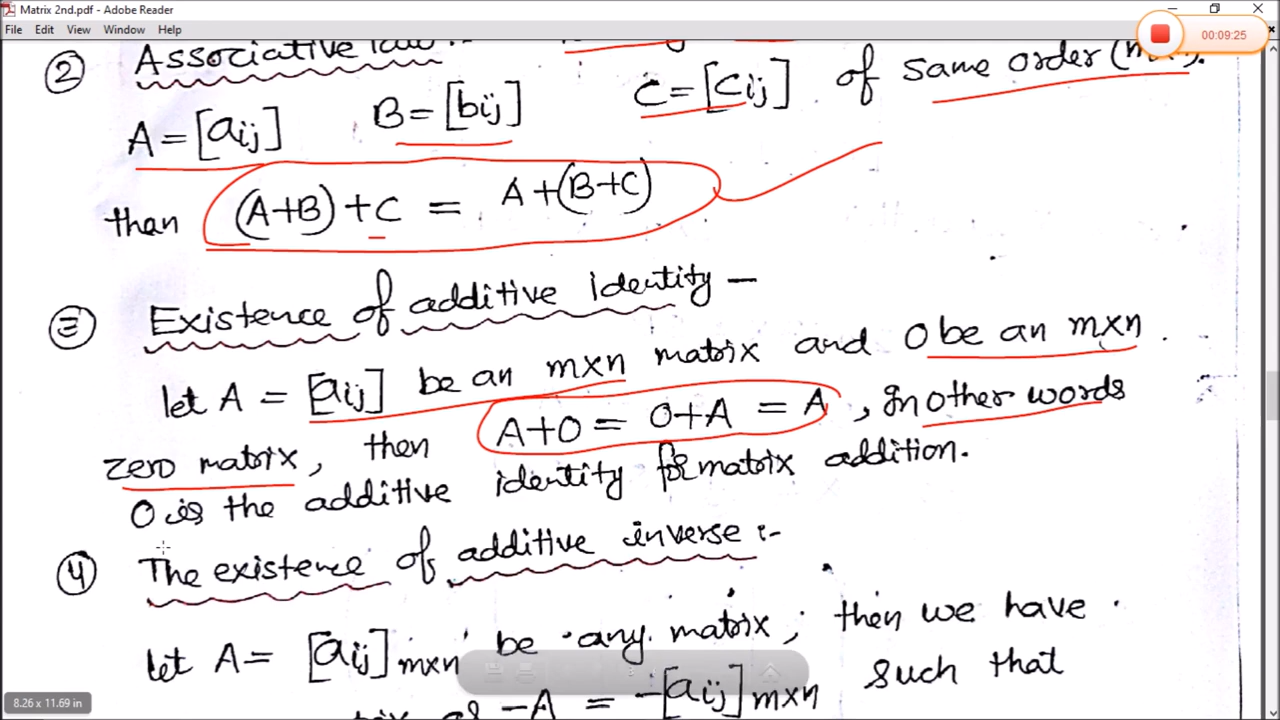 Matrix 2nd.pdf - Adobe Reader
File Edit View Window Help
00:09:25
② Associative law :-
A = [aij] B = [bij] C = [cij] of same order (m×n).
then (A+B)+C = A+(B+C)
③ Existence of additive identity —
let A = [aij] be an m×n matrix and O be an m×n
zero matrix, then A+O = O+A = A, In other words
O is the additive identity for matrix addition.
④ The existence of additive inverse :-
let A = [aij]m×n be any matrix, then we have
as -A = -[aij]m×n such that
8.26 x 11.69 in